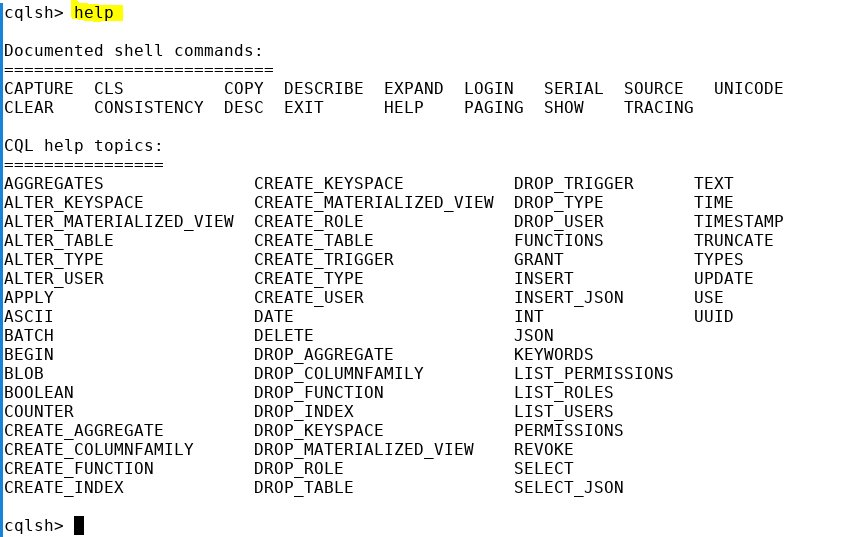 cqlsh> help
Documented shell commands:
===========================
CAPTURE  CLS          COPY  DESCRIBE  EXPAND  LOGIN   SERIAL  SOURCE   UNICODE
CLEAR    CONSISTENCY  DESC  EXIT      HELP    PAGING  SHOW    TRACING
CQL help topics:
================
AGGREGATES               CREATE_KEYSPACE           DROP_TRIGGER      TEXT
ALTER_KEYSPACE           CREATE_MATERIALIZED_VIEW  DROP_TYPE         TIME
ALTER_MATERIALIZED_VIEW  CREATE_ROLE               DROP_USER         TIMESTAMP
ALTER_TABLE              CREATE_TABLE              FUNCTIONS         TRUNCATE
ALTER_TYPE               CREATE_TRIGGER            GRANT             TYPES
ALTER_USER               CREATE_TYPE               INSERT            UPDATE
APPLY                    CREATE_USER               INSERT_JSON       USE
ASCII                    DATE                      INT               UUID
BATCH                    DELETE                    JSON
BEGIN                    DROP_AGGREGATE            KEYWORDS
BLOB                     DROP_COLUMNFAMILY         LIST_PERMISSIONS
BOOLEAN                  DROP_FUNCTION             LIST_ROLES
COUNTER                  DROP_INDEX                LIST_USERS
CREATE_AGGREGATE         DROP_KEYSPACE             PERMISSIONS
CREATE_COLUMNFAMILY      DROP_MATERIALIZED_VIEW    REVOKE
CREATE_FUNCTION          DROP_ROLE                 SELECT
CREATE_INDEX             DROP_TABLE                SELECT_JSON
cqlsh>